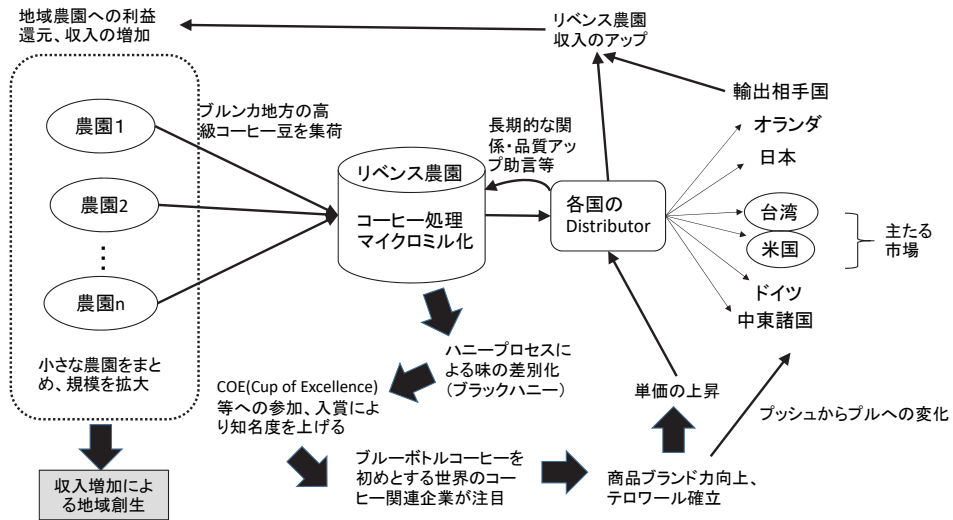 地域農園への利益
還元、収入の増加
リベンス農園
収入のアップ
輸出相手国
農園1
農園2
⋮
農園n
小さな農園をまと
め、規模を拡大
収入増加によ
る地域創生
ブルンカ地方の高
級コーヒー豆を集荷
リベンス農園
コーヒー処理
マイクロミル化
長期的な関
係・品質アッ
プ助言等
各国の
Distributor
オランダ
日本
台湾
米国
ドイツ
中東諸国
主たる
市場
ハニープロセスに
よる味の差別化
(ブラックハニー)
COE(Cup of Excellence)
等への参加、入賞によ
り知名度を上げる
ブルーボトルコーヒーを
初めとする世界のコー
ヒー関連企業が注目
商品ブランド力向上、
テロワール確立
単価の上昇
プッシュからプルへの変化